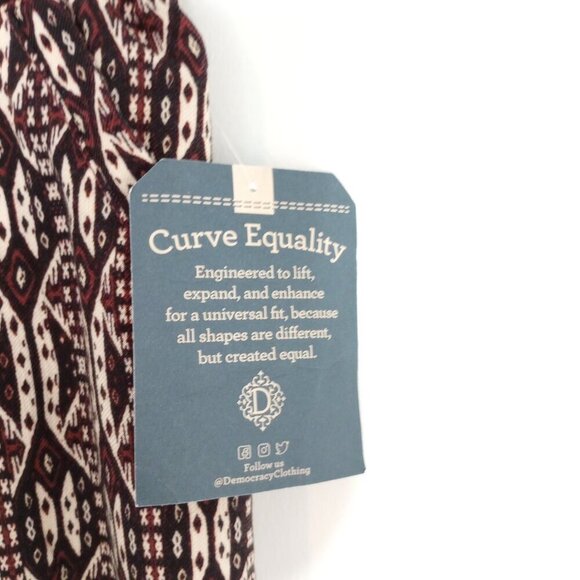 Curve Equality
Engineered to lift,
expand, and enhance
for a universal fit, because
all shapes are different,
but created equal.
D
Follow us
@DemocracyClothing